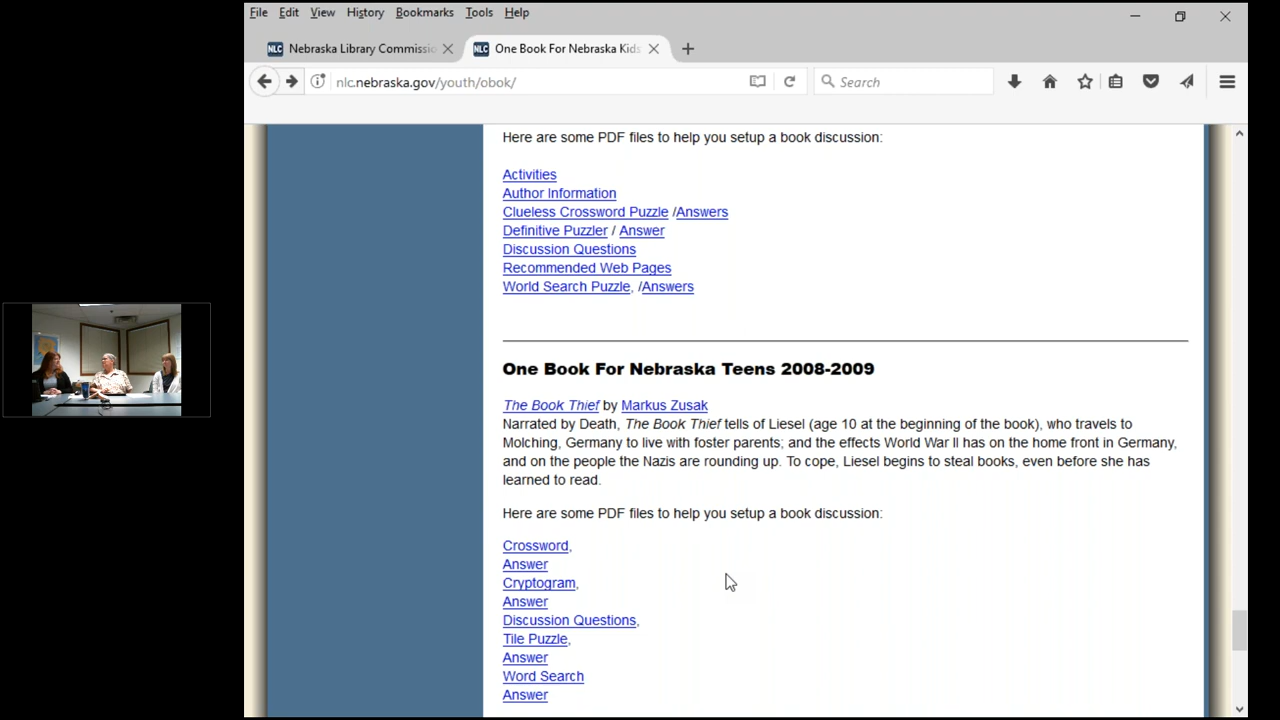 File Edit View History Bookmarks Tools Help
NLC Nebraska Library Commissio
NLC One Book For Nebraska Kids
nlc.nebraska.gov/youth/obok/
Search
Here are some PDF files to help you setup a book discussion:
Activities
Author Information
Clueless Crossword Puzzle /Answers
Definitive Puzzler / Answer
Discussion Questions
Recommended Web Pages
World Search Puzzle, /Answers
One Book For Nebraska Teens 2008-2009
The Book Thief by Markus Zusak
Narrated by Death, The Book Thief tells of Liesel (age 10 at the beginning of the book), who travels to
Molching, Germany to live with foster parents; and the effects World War II has on the home front in Germany,
and on the people the Nazis are rounding up. To cope, Liesel begins to steal books, even before she has
learned to read.
Here are some PDF files to help you setup a book discussion:
Crossword,
Answer
Cryptogram,
Answer
Discussion Questions,
Tile Puzzle,
Answer
Word Search
Answer